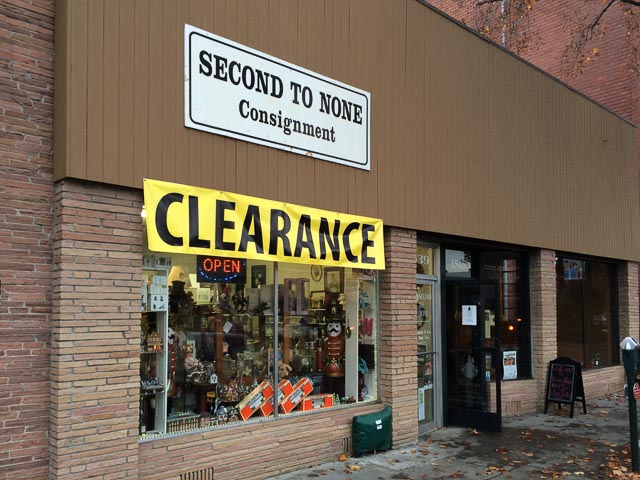 SECOND TO NONE
Consignment
CLEARANCE
OPEN